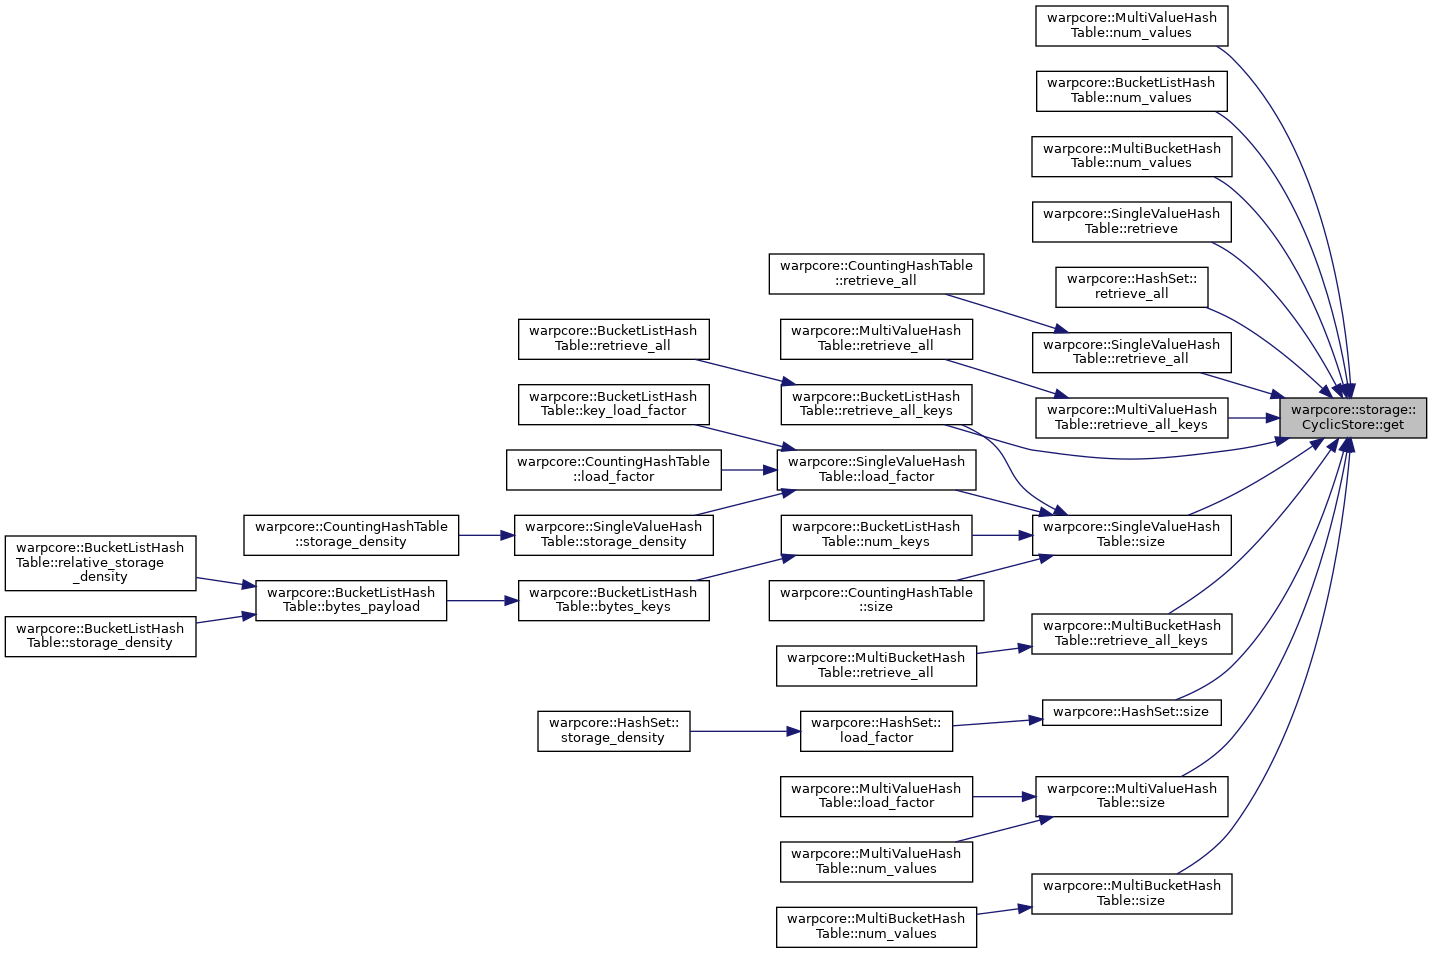 warpcore::MultiValueHash
Table::num_values
warpcore::BucketListHash
Table::num_values
warpcore::MultiBucketHash
Table::num_values
warpcore::SingleValueHash
Table::retrieve
warpcore::CountingHashTable
::retrieve_all
warpcore::HashSet::
retrieve_all
warpcore::BucketListHash
Table::retrieve_all
warpcore::MultiValueHash
Table::retrieve_all
warpcore::SingleValueHash
Table::retrieve_all
warpcore::BucketListHash
Table::key_load_factor
warpcore::BucketListHash
Table::retrieve_all_keys
warpcore::MultiValueHash
Table::retrieve_all_keys
warpcore::storage::
CyclicStore::get
warpcore::CountingHashTable
::load_factor
warpcore::SingleValueHash
Table::load_factor
warpcore::CountingHashTable
::storage_density
warpcore::SingleValueHash
Table::storage_density
warpcore::BucketListHash
Table::num_keys
warpcore::SingleValueHash
Table::size
warpcore::BucketListHash
Table::relative_storage
_density
warpcore::BucketListHash
Table::bytes_payload
warpcore::BucketListHash
Table::bytes_keys
warpcore::CountingHashTable
::size
warpcore::BucketListHash
Table::storage_density
warpcore::MultiBucketHash
Table::retrieve_all_keys
warpcore::MultiBucketHash
Table::retrieve_all
warpcore::HashSet::size
warpcore::HashSet::
storage_density
warpcore::HashSet::
load_factor
warpcore::MultiValueHash
Table::load_factor
warpcore::MultiValueHash
Table::size
warpcore::MultiValueHash
Table::num_values
warpcore::MultiBucketHash
Table::size
warpcore::MultiBucketHash
Table::num_values